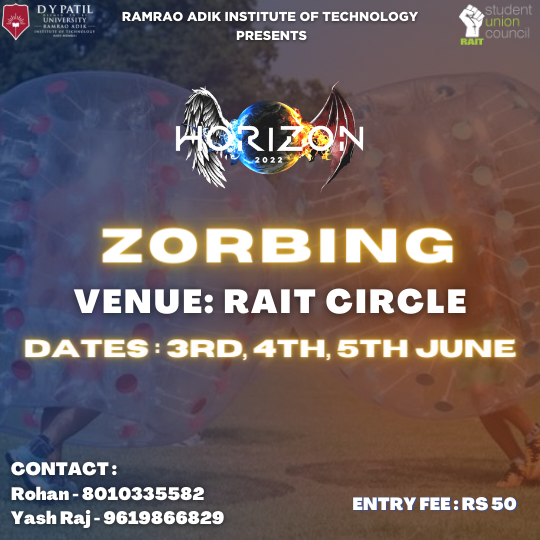 D Y PATIL
UNIVERSITY
RAMRAO ADIK
INSTITUTE OF TECHNOLOGY
RAMRAO ADIK INSTITUTE OF TECHNOLOGY
PRESENTS
student
union
council
RAIT
HORIZON
2022
ZORBING
VENUE: RAIT CIRCLE
DATES : 3RD, 4TH, 5TH JUNE
CONTACT :
Rohan - 8010335582
Yash Raj - 9619866829
ENTRY FEE : RS 50